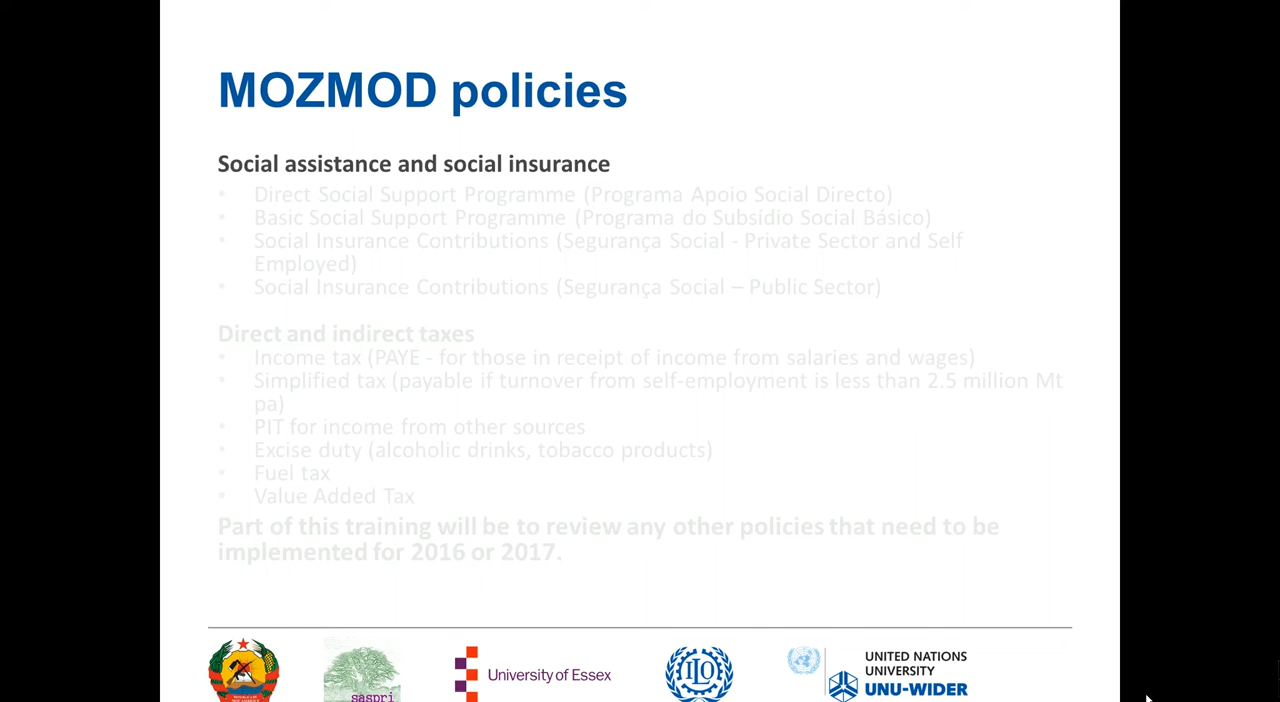 MOZMOD policies
Social assistance and social insurance
• Direct Social Support Programme (Programa Apoio Social Directo)
• Basic Social Support Programme (Programa do Subsídio Social Básico)
• Social Insurance Contributions (Segurança Social - Private Sector and Self
Employed)
• Social Insurance Contributions (Segurança Social – Public Sector)
Direct and indirect taxes
• Income tax (PAYE - for those in receipt of income from salaries and wages)
• Simplified tax (payable if turnover from self-employment is less than 2.5 million Mt
pa)
• PIT for income from other sources
• Excise duty (alcoholic drinks, tobacco products)
• Fuel tax
• Value Added Tax
Part of this training will be to review any other policies that need to be
implemented for 2016 or 2017.
saspri
University of Essex
ILO
UNITED NATIONS
UNIVERSITY
UNU-WIDER